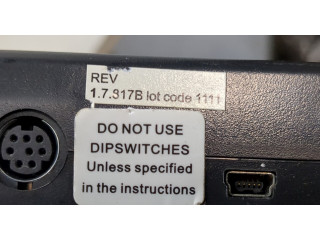 REV
1.7.317B lot code 1111
DO NOT USE
DIPSWITCHES
Unless specified
in the instructions